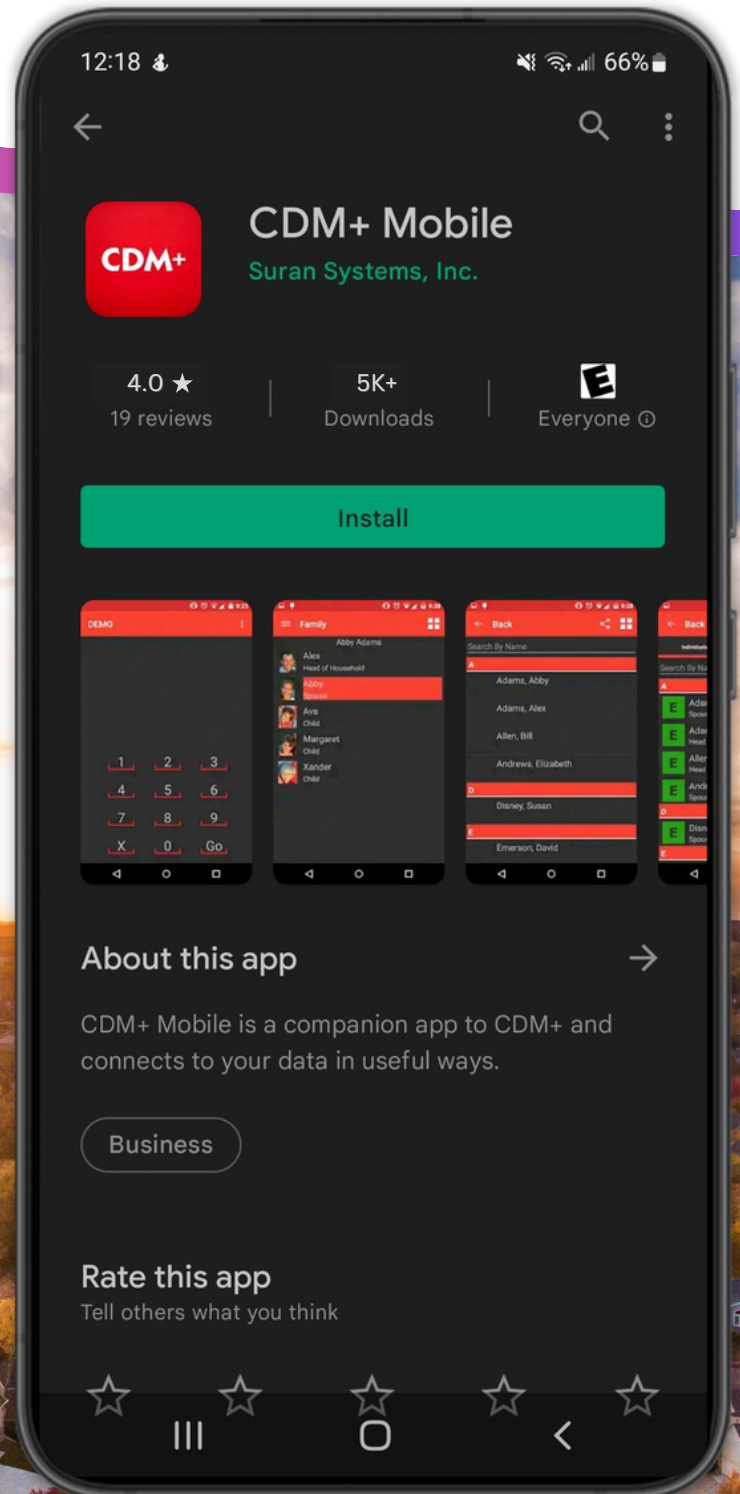 12:18
66%
CDM+
CDM+ Mobile
Suran Systems, Inc.
4.0 ★
19 reviews
5K+
Downloads
E
Everyone
Install
DEMO
1 2 3
4 5 6
7 8 9
X 0 Go
9:38
Family
Abby Adams
Alex
Head of Household
Abby
Spouse
Ava
Child
Margaret
Child
Xander
Child
9:38
Back
Search By Name
A
Adams, Abby
Adams, Alex
Allen, Bill
Andrews, Elizabeth
D
Disney, Susan
E
Emerson, David
Back
A
E
E
E
E
D
E
E
About this app
CDM+ Mobile is a companion app to CDM+ and
connects to your data in useful ways.
Business
Rate this app
Tell others what you think